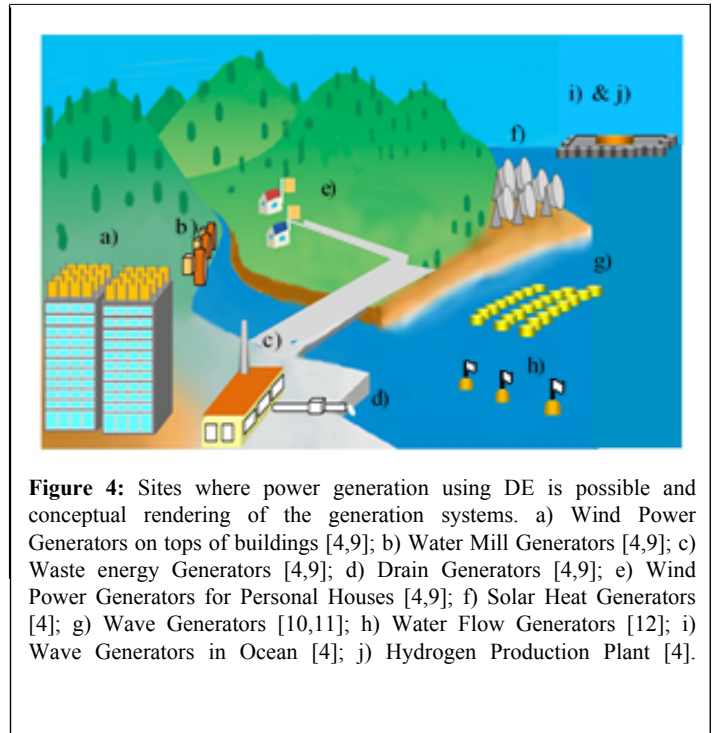 i) & j)
f)
e)
a)
b)
g)
c)
h)
d)
Figure 4: Sites where power generation using DE is possible and
conceptual rendering of the generation systems. a) Wind Power
Generators on tops of buildings [4,9]; b) Water Mill Generators [4,9]; c)
Waste energy Generators [4,9]; d) Drain Generators [4,9]; e) Wind
Power Generators for Personal Houses [4,9]; f) Solar Heat Generators
[4]; g) Wave Generators [10,11]; h) Water Flow Generators [12]; i)
Wave Generators in Ocean [4]; j) Hydrogen Production Plant [4].